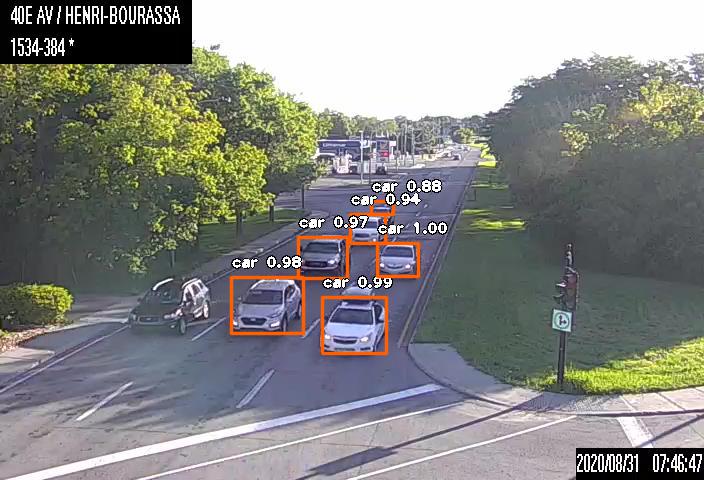 40E AV / HENRI-BOURASSA
1534-384 *
car 0.88
car 0.94
car 0.97
car 1.00
car 0.98
car 0.99
2020/08/31 07:46:47